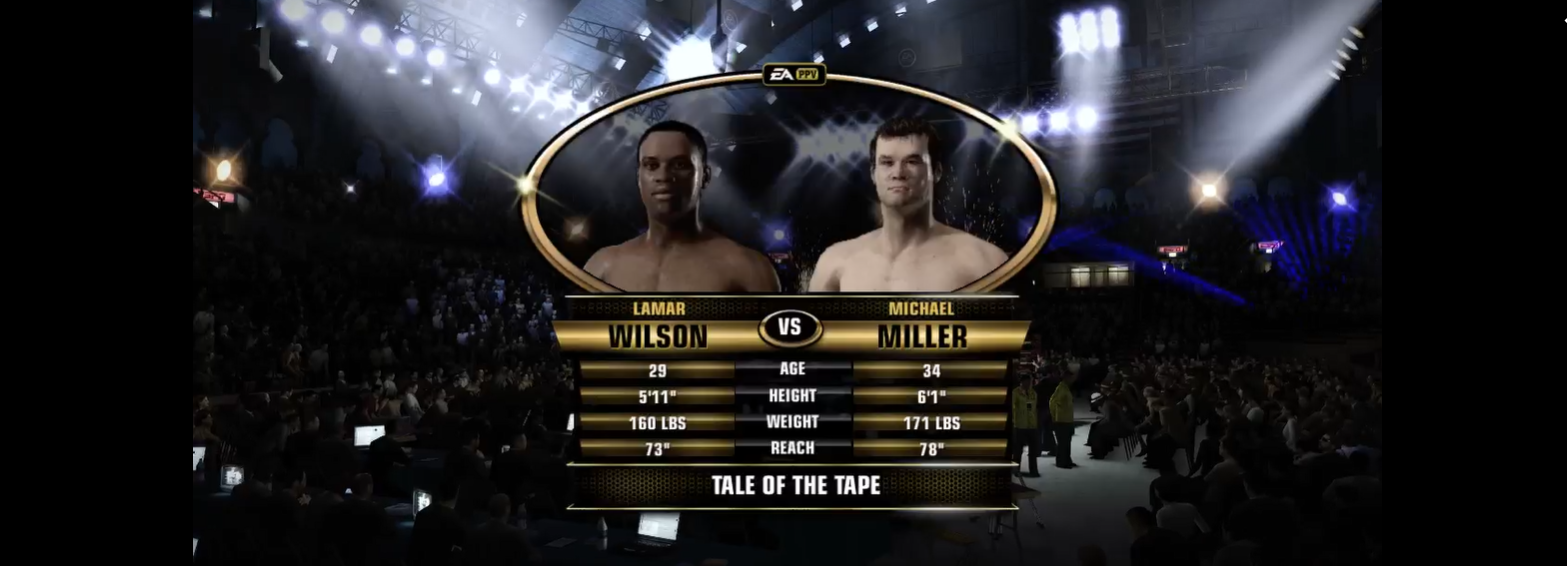 EA PPV
LAMAR
WILSON
VS
MICHAEL
MILLER
29 AGE 34
5'11" HEIGHT 6'1"
160 LBS WEIGHT 171 LBS
73" REACH 78"
TALE OF THE TAPE